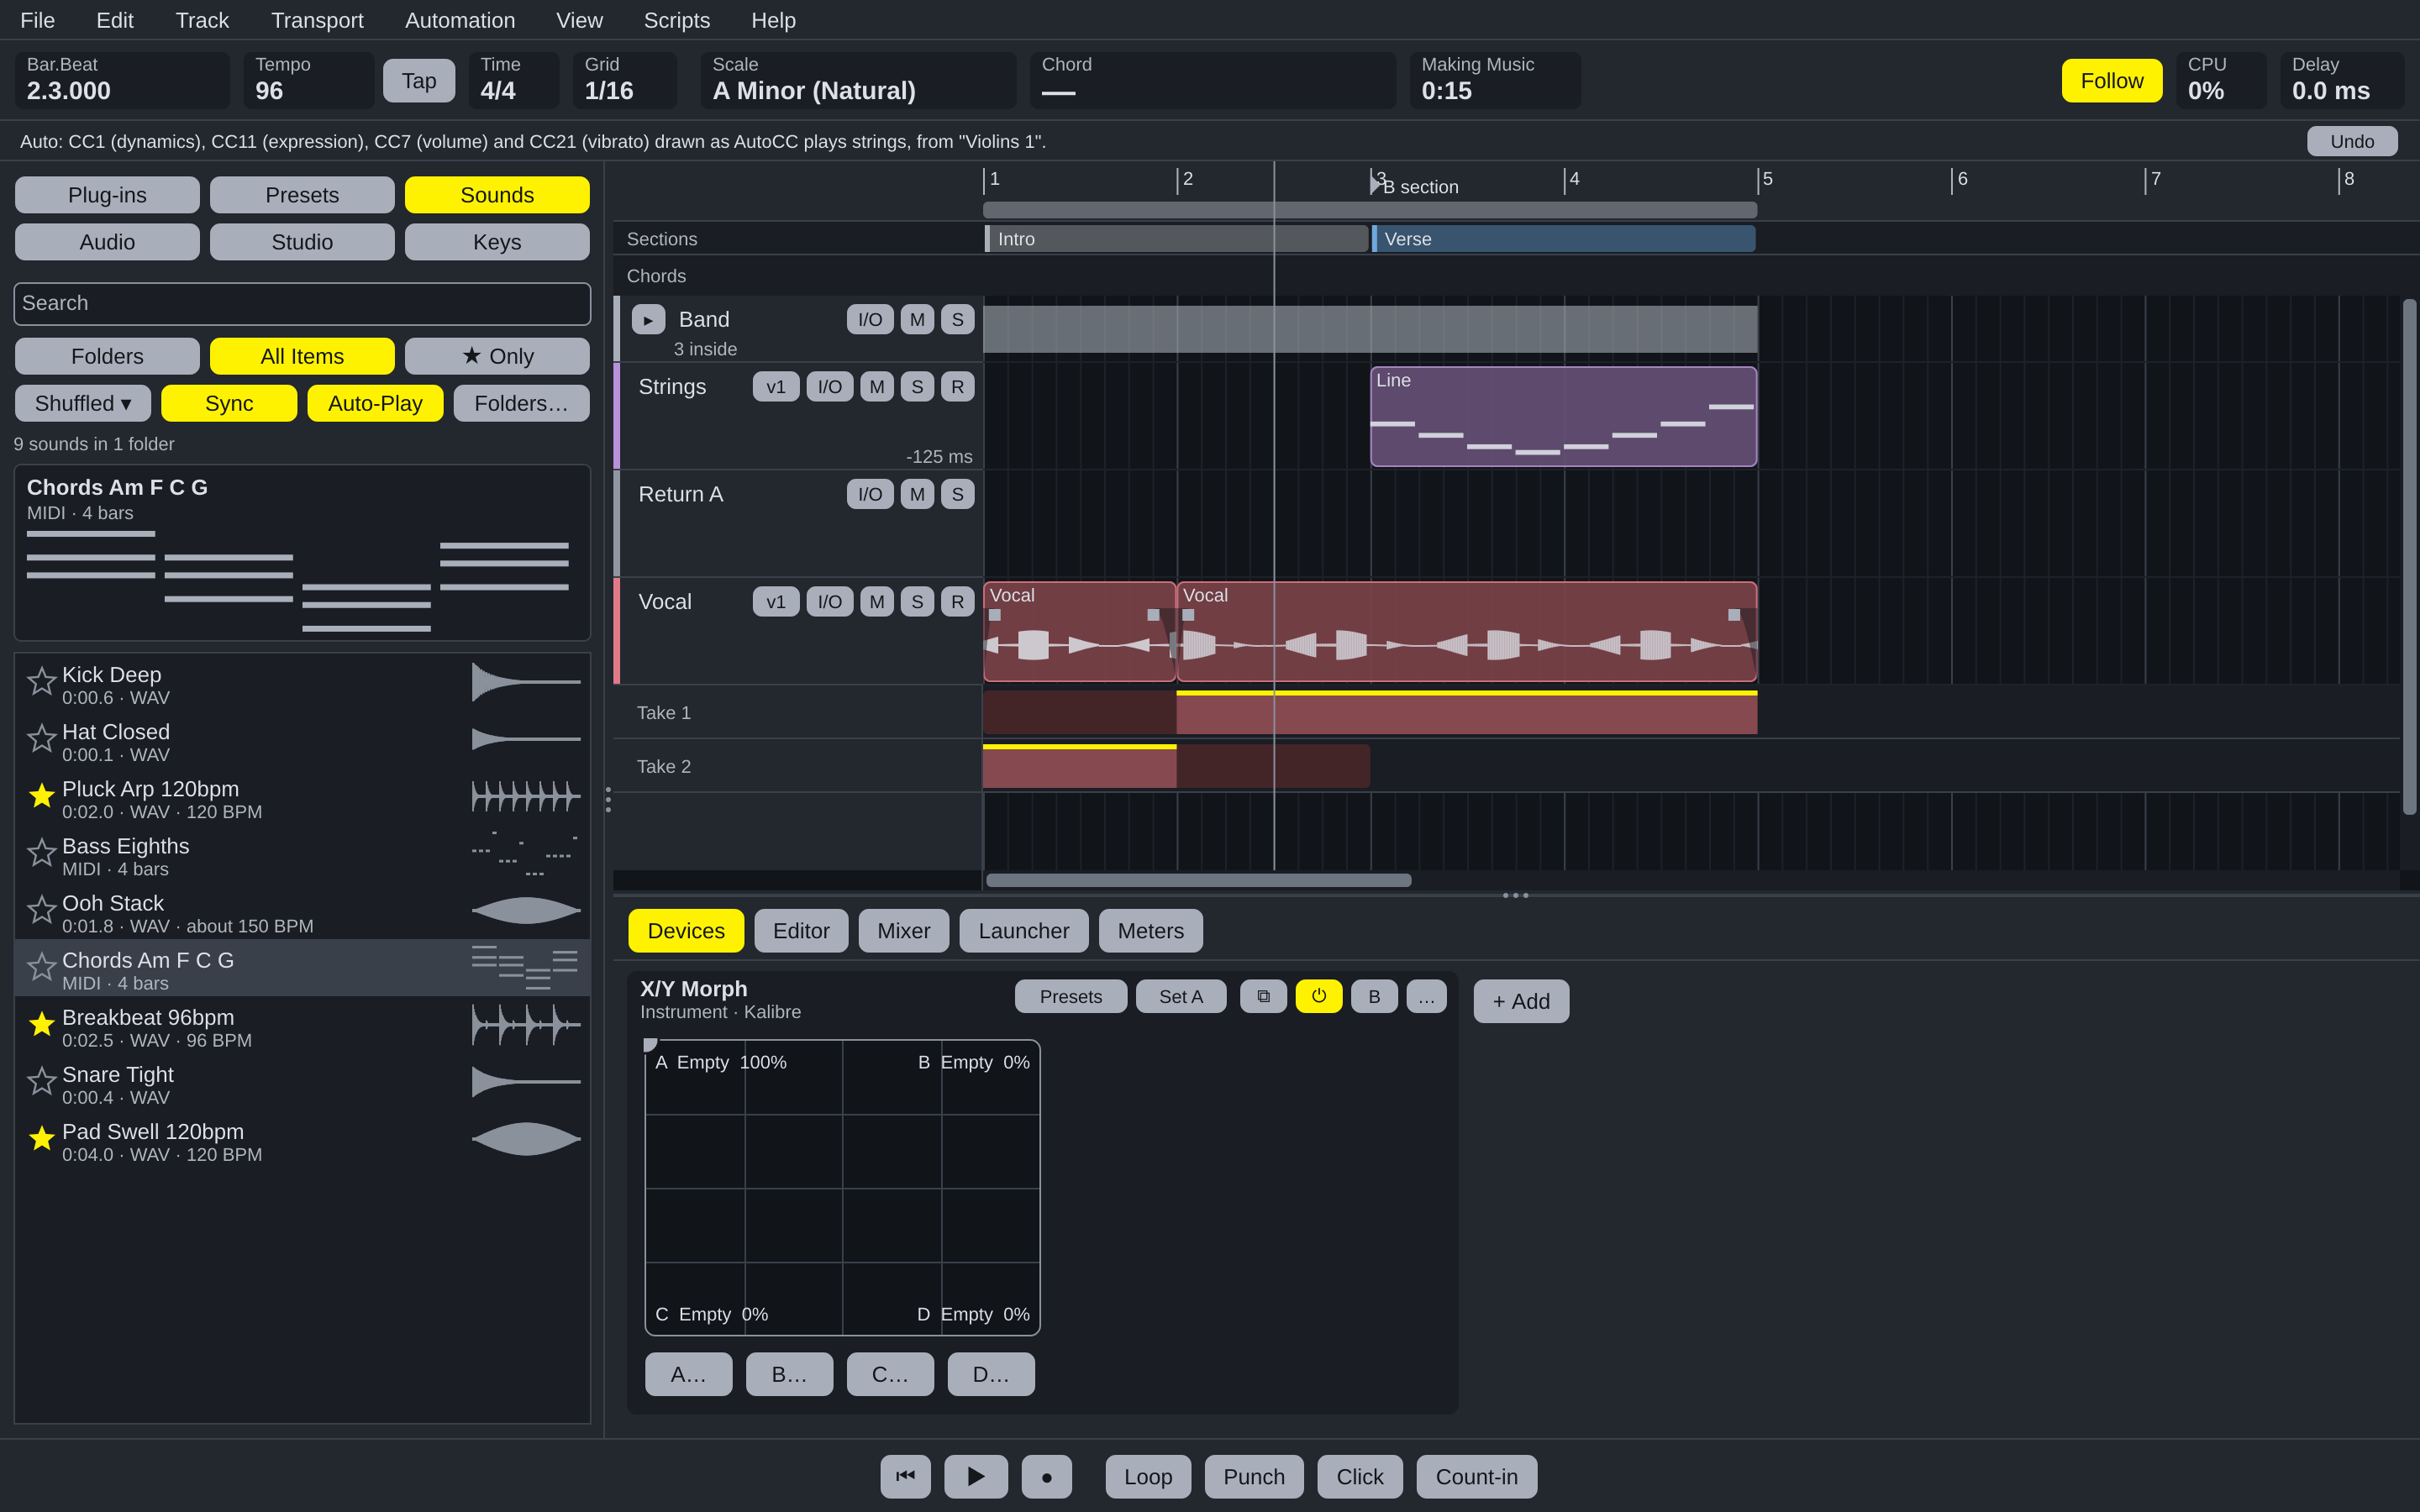 File Edit Track Transport Automation View Scripts Help
Bar.Beat Tempo Time Grid Scale Chord Making Music CPU Delay
2.3.000 96 Tap 4/4 1/16 A Minor (Natural) — 0:15 Follow 0% 0.0 ms
Auto: CC1 (dynamics), CC11 (expression), CC7 (volume) and CC21 (vibrato) drawn as AutoCC plays strings, from "Violins 1". Undo
Plug-ins Presets Sounds
Audio Studio Keys
Search
Folders All Items ★ Only
Shuffled ▾ Sync Auto-Play Folders…
9 sounds in 1 folder
Chords Am F C G
MIDI · 4 bars
Kick Deep
0:00.6 · WAV
Hat Closed
0:00.1 · WAV
Pluck Arp 120bpm
0:02.0 · WAV · 120 BPM
Bass Eighths
MIDI · 4 bars
Ooh Stack
0:01.8 · WAV · about 150 BPM
Chords Am F C G
MIDI · 4 bars
Breakbeat 96bpm
0:02.5 · WAV · 96 BPM
Snare Tight
0:00.4 · WAV
Pad Swell 120bpm
0:04.0 · WAV · 120 BPM
1 2 3 4 5 6 7 8
B section
Sections Intro Verse
Chords
Band I/O M S
3 inside
Strings v1 I/O M S R
Line
-125 ms
Return A I/O M S
Vocal v1 I/O M S R
Vocal Vocal
Take 1
Take 2
Devices Editor Mixer Launcher Meters
X/Y Morph Presets Set A B … + Add
Instrument · Kalibre
A Empty 100% B Empty 0%
C Empty 0% D Empty 0%
A… B… C… D…
Loop Punch Click Count-in